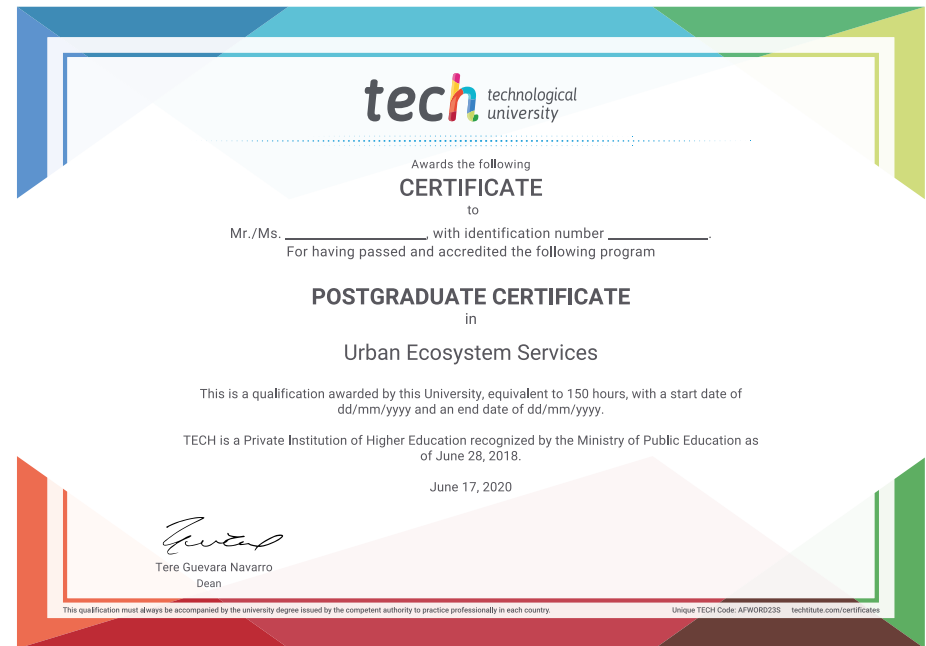 tech technological
university
Awards the following
CERTIFICATE
to
Mr./Ms. ____________________, with identification number ______________.
For having passed and accredited the following program
POSTGRADUATE CERTIFICATE
in
Urban Ecosystem Services
This is a qualification awarded by this University, equivalent to 150 hours, with a start date of
dd/mm/yyyy and an end date of dd/mm/yyyy.
TECH is a Private Institution of Higher Education recognized by the Ministry of Public Education as
of June 28, 2018.
June 17, 2020
Tere Guevara Navarro
Dean
This qualification must always be accompanied by the university degree issued by the competent authority to practice professionally in each country.
Unique TECH Code: AFWORD23S techtitute.com/certificates